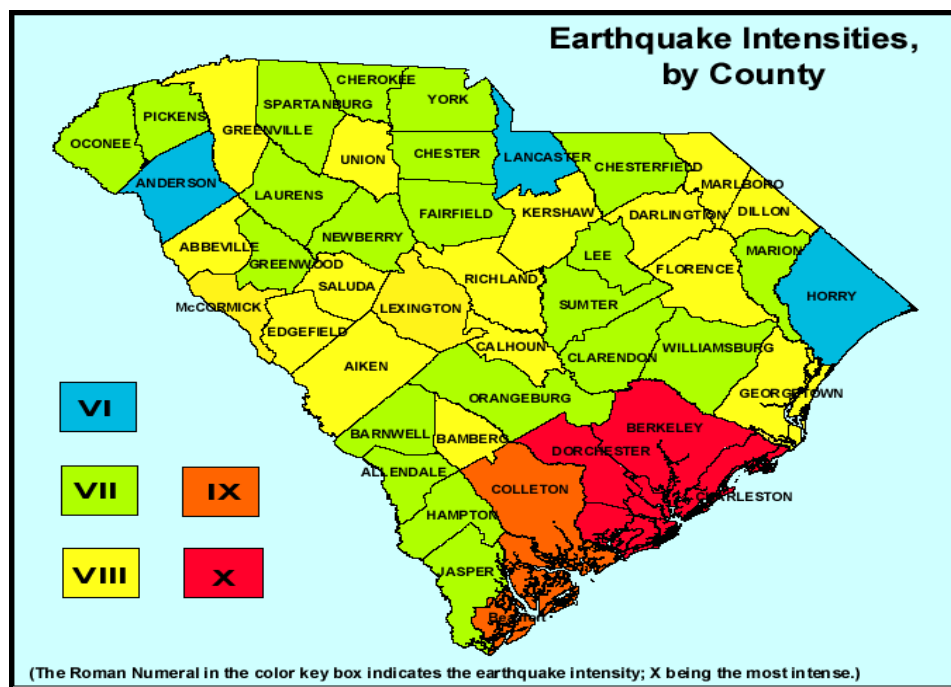 Earthquake Intensities,
by County
CHEROKEE
SPARTANBURG
YORK
PICKENS
GREENVILLE
OCONEE
UNION
CHESTER
LANCASTER
CHESTERFIELD
ANDERSON
MARLBORO
LAURENS
FAIRFIELD
KERSHAW
DARLINGTON
DILLON
NEWBERRY
ABBEVILLE
LEE
MARION
GREENWOOD
FLORENCE
SALUDA
RICHLAND
HORRY
McCORMICK
LEXINGTON
SUMTER
EDGEFIELD
CALHOUN
WILLIAMSBURG
CLARENDON
AIKEN
GEORGETOWN
ORANGEBURG
BERKELEY
BARNWELL
BAMBERG
DORCHESTER
ALLENDALE
COLLETON
CHARLESTON
HAMPTON
JASPER
Beaufort
VI
VII
IX
VIII
X
(The Roman Numeral in the color key box indicates the earthquake intensity; X being the most intense.)